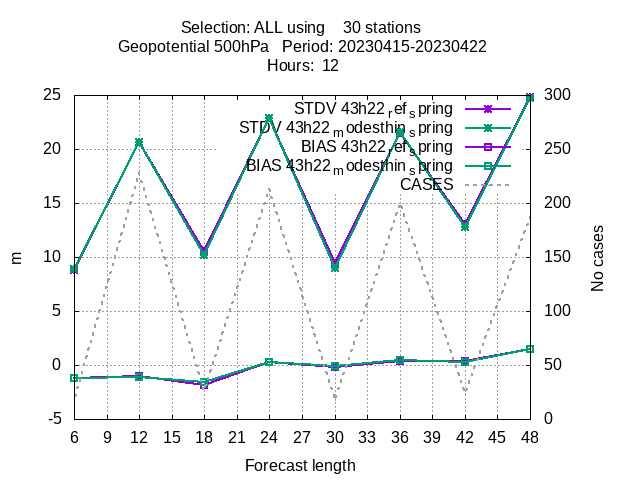 Selection: ALL using    30 stations
Geopotential 500hPa   Period: 20230415-20230422
Hours:  12
25 300
STDV 43h22_ref_spring
STDV 43h22_modesthin_spring
20 250
BIAS 43h22_ref_spring
BIAS 43h22_modesthin_spring
CASES
15 200
10 150
m
No cases
5 100
0 50
-5 0
6 9 12 15 18 21 24 27 30 33 36 39 42 45 48
Forecast length